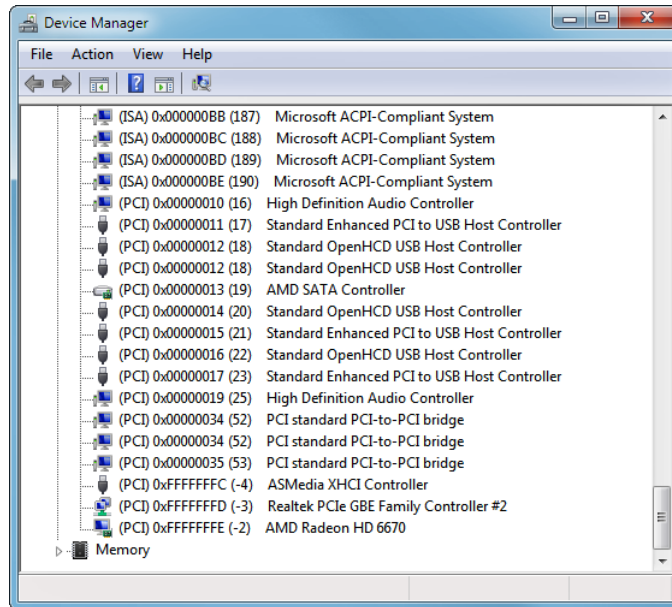 Device Manager
File Action View Help
(ISA) 0x000000BB (187) Microsoft ACPI-Compliant System
(ISA) 0x000000BC (188) Microsoft ACPI-Compliant System
(ISA) 0x000000BD (189) Microsoft ACPI-Compliant System
(ISA) 0x000000BE (190) Microsoft ACPI-Compliant System
(PCI) 0x00000010 (16) High Definition Audio Controller
(PCI) 0x00000011 (17) Standard Enhanced PCI to USB Host Controller
(PCI) 0x00000012 (18) Standard OpenHCD USB Host Controller
(PCI) 0x00000012 (18) Standard OpenHCD USB Host Controller
(PCI) 0x00000013 (19) AMD SATA Controller
(PCI) 0x00000014 (20) Standard OpenHCD USB Host Controller
(PCI) 0x00000015 (21) Standard Enhanced PCI to USB Host Controller
(PCI) 0x00000016 (22) Standard OpenHCD USB Host Controller
(PCI) 0x00000017 (23) Standard Enhanced PCI to USB Host Controller
(PCI) 0x00000019 (25) High Definition Audio Controller
(PCI) 0x00000034 (52) PCI standard PCI-to-PCI bridge
(PCI) 0x00000034 (52) PCI standard PCI-to-PCI bridge
(PCI) 0x00000035 (53) PCI standard PCI-to-PCI bridge
(PCI) 0xFFFFFFFC (-4) ASMedia XHCI Controller
(PCI) 0xFFFFFFFD (-3) Realtek PCIe GBE Family Controller #2
(PCI) 0xFFFFFFFE (-2) AMD Radeon HD 6670
Memory